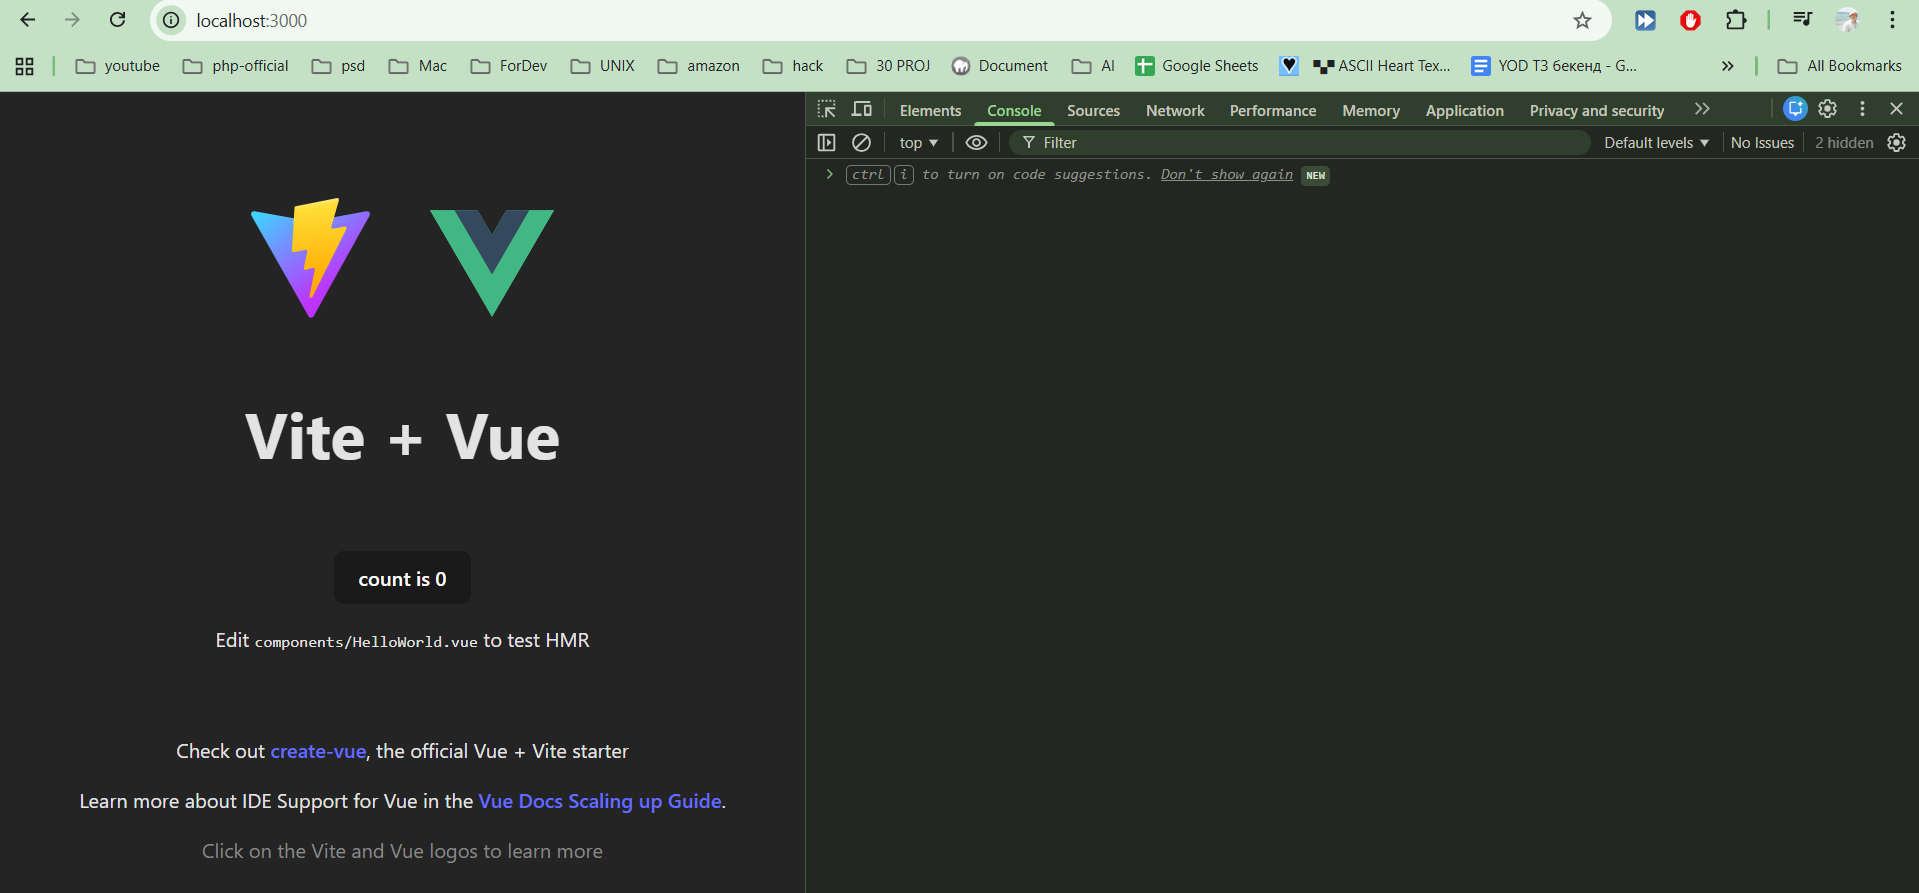 localhost:3000
youtube php-official psd Mac ForDev UNIX amazon hack 30 PROJ Document AI Google Sheets ASCII Heart Tex... YOD ТЗ бекенд - G... All Bookmarks
Elements Console Sources Network Performance Memory Application Privacy and security
top Filter Default levels No Issues 2 hidden
ctrl i to turn on code suggestions. Don't show again NEW
Vite + Vue
count is 0
Edit components/HelloWorld.vue to test HMR
Check out create-vue, the official Vue + Vite starter
Learn more about IDE Support for Vue in the Vue Docs Scaling up Guide.
Click on the Vite and Vue logos to learn more